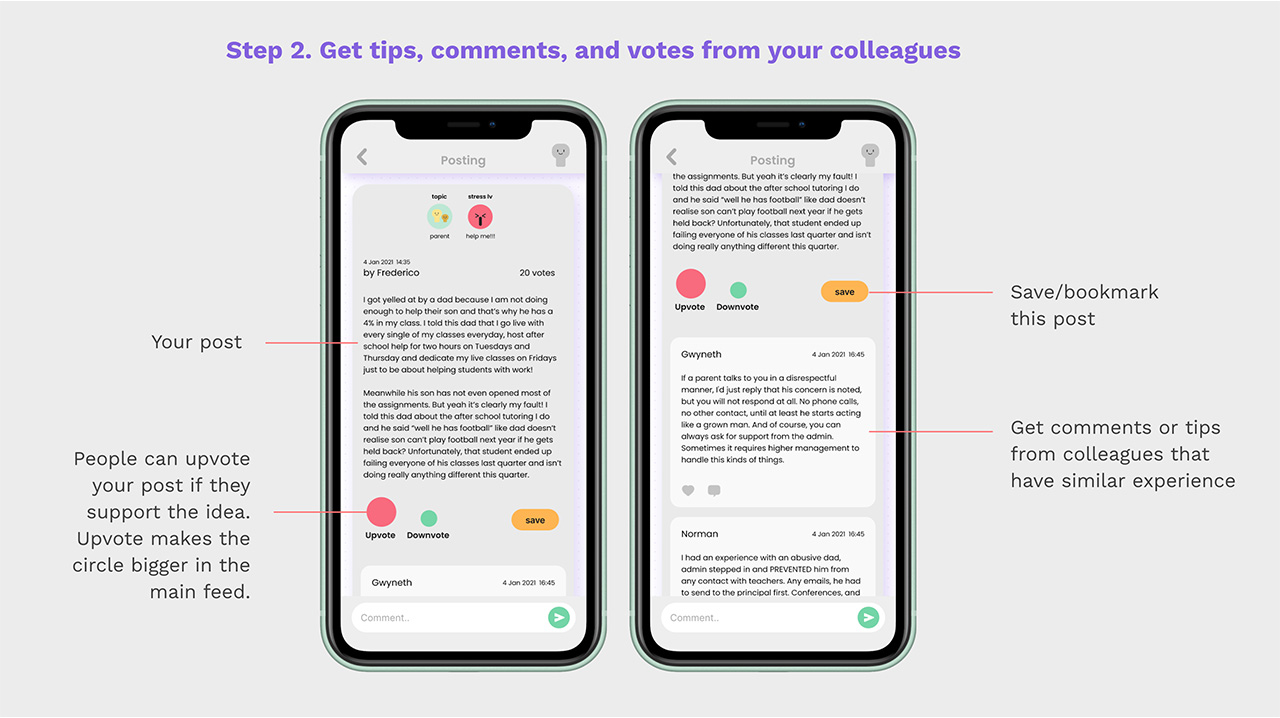 Step 2. Get tips, comments, and votes from your colleagues
Your post
People can upvote
your post if they
support the idea.
Upvote makes the
circle bigger in the
main feed.
Posting
topic
stress lv
parent
help me!!!
4 Jan 2021 14:35
by Frederico
20 votes
I got yelled at by a dad because I am not doing
enough to help their son and that's why he has a
4% in my class. I told this dad that I go live with
every single of my classes everyday, host after
school help for two hours on Tuesdays and
Thursday and dedicate my live classes on Fridays
just to be about helping students with work!
Meanwhile his son has not even opened most of
the assignments. But yeah it's clearly my fault! I
told this dad about the after school tutoring I do
and he said “well he has football” like dad doesn't
realise son can't play football next year if he gets
held back? Unfortunately, that student ended up
failing everyone of his classes last quarter and isn't
doing really anything different this quarter.
Upvote
Downvote
save
Gwyneth
4 Jan 2021 16:45
Comment..
Posting
the assignments. But yeah it's clearly my fault! I
told this dad about the after school tutoring I do
and he said “well he has football” like dad doesn't
realise son can't play football next year if he gets
held back? Unfortunately, that student ended up
failing everyone of his classes last quarter and isn't
doing really anything different this quarter.
Upvote
Downvote
save
Gwyneth
4 Jan 2021 16:45
If a parent talks to you in a disrespectful
manner, I'd just reply that his concern is noted,
but you will not respond at all. No phone calls,
no other contact, until at least he starts acting
like a grown man. And of course, you can
always ask for support from the admin.
Sometimes it requires higher management to
handle this kinds of things.
Norman
4 Jan 2021 16:45
I had an experience with an abusive dad,
admin stepped in and PREVENTED him from
any contact with teachers. Any emails, he had
to send to the principal first. Conferences, and
Comment..
Save/bookmark
this post
Get comments or tips
from colleagues that
have similar experience